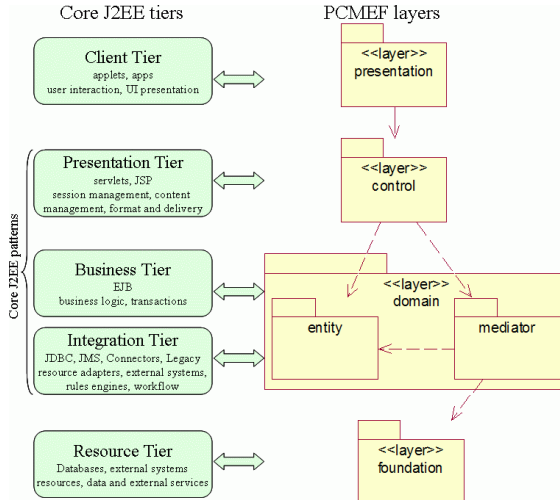 Core J2EE tiers
PCMEF layers
Client Tier
applets, apps
user interaction, UI presentation
<<layer>>
presentation
Core J2EE patterns
Presentation Tier
servlets, JSP
session management, content
management, format and delivery
<<layer>>
control
Business Tier
EJB
business logic, transactions
<<layer>>
domain
entity
mediator
Integration Tier
JDBC, JMS, Connectors, Legacy
resource adapters, external systems,
rules engines, workflow
Resource Tier
Databases, external systems
resources, data and external services
<<layer>>
foundation